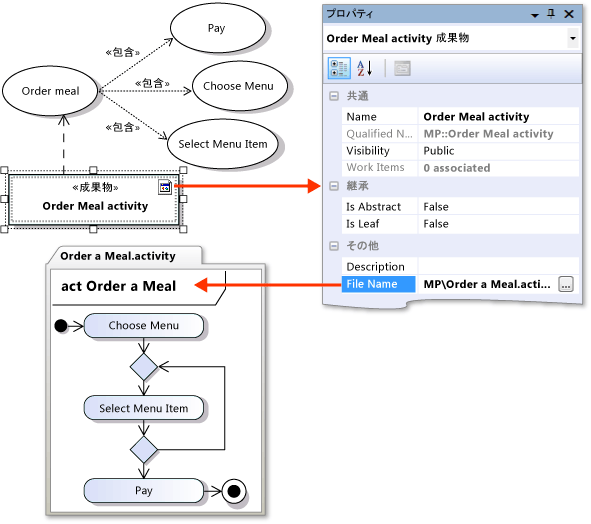 Pay
«包含»
Choose Menu
«包含»
Order meal
«包含»
Select Menu Item
«成果物»
Order Meal activity
プロパティ
Order Meal activity 成果物
A
Z
共通
Name Order Meal activity
Qualified N... MP::Order Meal activity
Visibility Public
Work Items 0 associated
継承
Is Abstract False
Is Leaf False
その他
Description
File Name MP\Order a Meal.acti... ...
Order a Meal.activity
act Order a Meal
Choose Menu
Select Menu Item
Pay